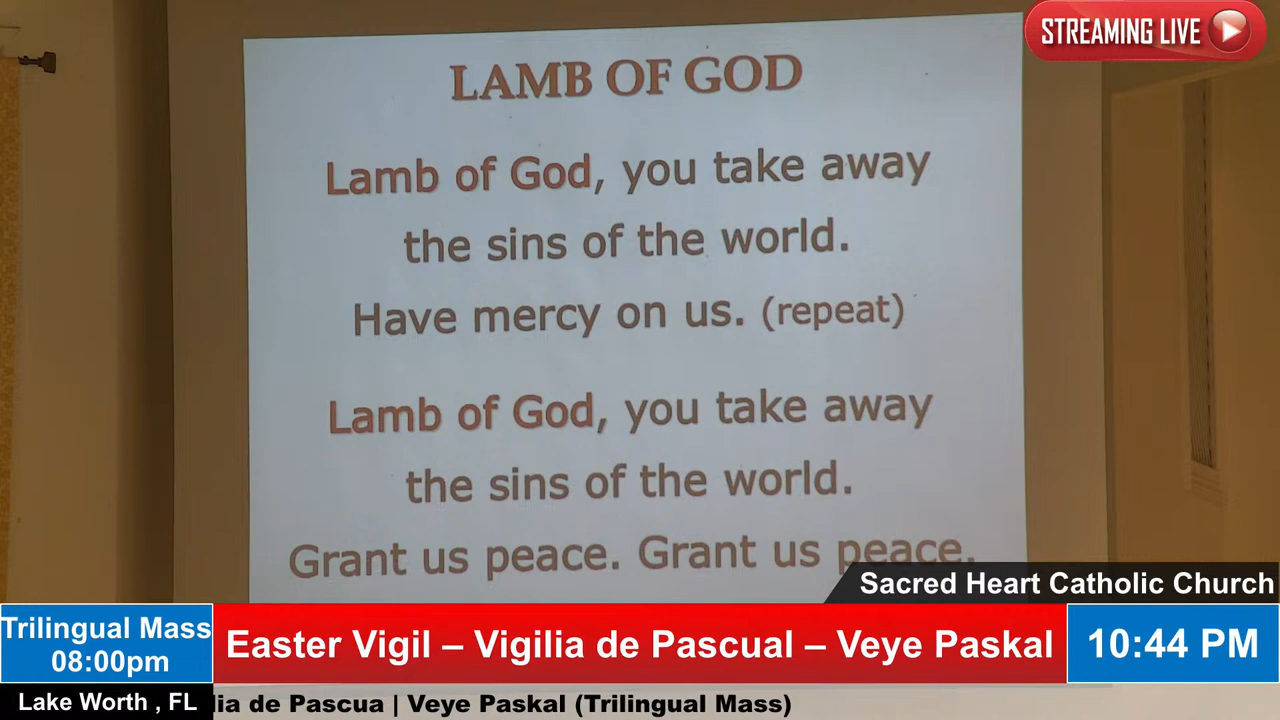 STREAMING LIVE
LAMB OF GOD
Lamb of God, you take away
the sins of the world.
Have mercy on us. (repeat)
Lamb of God, you take away
the sins of the world.
Grant us peace. Grant us peace.
Sacred Heart Catholic Church
Trilingual Mass
08:00pm
Easter Vigil – Vigilia de Pascual – Veye Paskal
10:44 PM
Lake Worth , FL
lia de Pascua | Veye Paskal (Trilingual Mass)